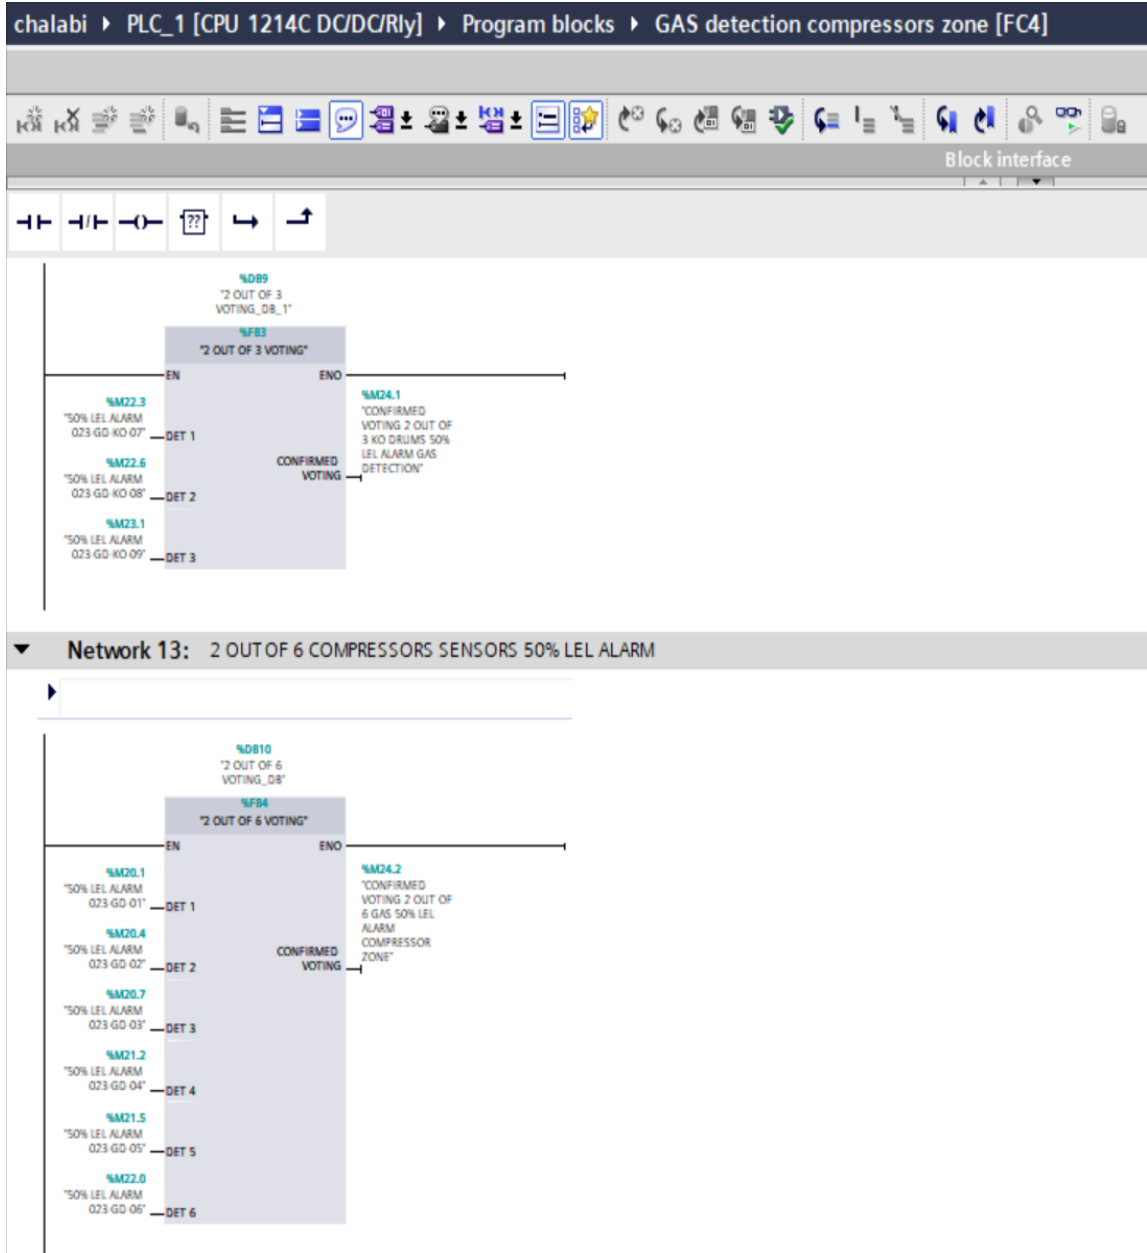 chalabi ▸ PLC_1 [CPU 1214C DC/DC/Rly] ▸ Program blocks ▸ GAS detection compressors zone [FC4]
Block interface
??
%DB9
"2 OUT OF 3
VOTING_DB_1"
%FB3
"2 OUT OF 3 VOTING"
EN
ENO
%M22.3
"50% LEL ALARM
023-GD-KO-07"
DET 1
%M22.6
"50% LEL ALARM
023-GD-KO-08"
DET 2
%M23.1
"50% LEL ALARM
023-GD-KO-09"
DET 3
CONFIRMED
VOTING
%M24.1
"CONFIRMED
VOTING 2 OUT OF
3 KO DRUMS 50%
LEL ALARM GAS
DETECTION"
Network 13: 2 OUT OF 6 COMPRESSORS SENSORS 50% LEL ALARM
%DB10
"2 OUT OF 6
VOTING_DB"
%FB4
"2 OUT OF 6 VOTING"
EN
ENO
%M20.1
"50% LEL ALARM
023-GD-01"
DET 1
%M20.4
"50% LEL ALARM
023-GD-02"
DET 2
%M20.7
"50% LEL ALARM
023-GD-03"
DET 3
%M21.2
"50% LEL ALARM
023-GD-04"
DET 4
%M21.5
"50% LEL ALARM
023-GD-05"
DET 5
%M22.0
"50% LEL ALARM
023-GD-06"
DET 6
CONFIRMED
VOTING
%M24.2
"CONFIRMED
VOTING 2 OUT OF
6 GAS 50% LEL
ALARM
COMPRESSOR
ZONE"